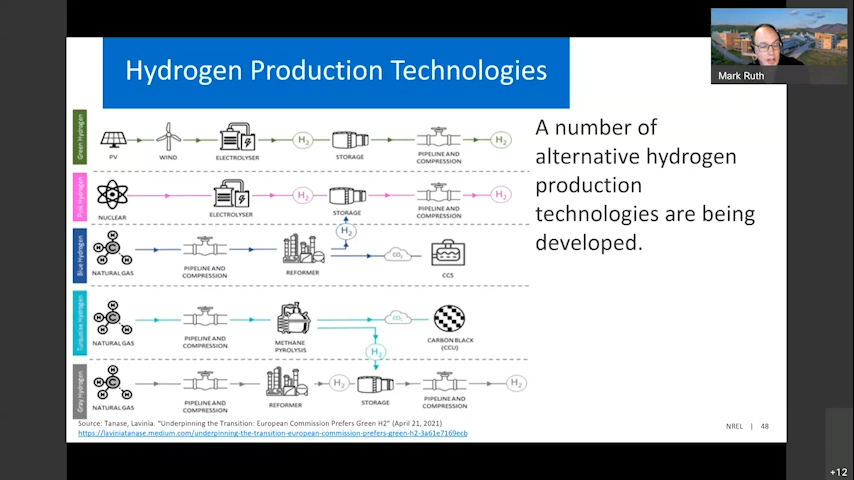 Mark Ruth
Hydrogen Production Technologies
A number of
alternative hydrogen
production
technologies are being
developed.
Green Hydrogen
PV
WIND
ELECTROLYSER
H2
STORAGE
PIPELINE AND
COMPRESSION
H2
Pink Hydrogen
NUCLEAR
ELECTROLYSER
H2
STORAGE
PIPELINE AND
COMPRESSION
H2
Blue Hydrogen
H H C H H
NATURAL GAS
PIPELINE AND
COMPRESSION
REFORMER
H2
CO2
CCS
Turquoise Hydrogen
H H C H H
NATURAL GAS
PIPELINE AND
COMPRESSION
METHANE
PYROLYSIS
CO2
H2
CARBON BLACK
(CCU)
Gray Hydrogen
H H C H H
NATURAL GAS
PIPELINE AND
COMPRESSION
REFORMER
H2
STORAGE
PIPELINE AND
COMPRESSION
H2
Source: Tanase, Lavinia. "Underpinning the Transition: European Commission Prefers Green H2" (April 21, 2021)
https://laviniatanase.medium.com/underpinning-the-transition-european-commission-prefers-green-h2-3a61e7169ecb
NREL | 48
+12